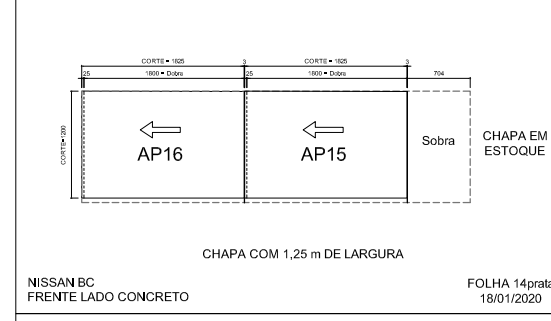 CORTE = 1825 3 CORTE = 1825 3
25 1800 = Dobra 25 1800 = Dobra 704
CORTE=1200
AP16 AP15 Sobra
CHAPA EM
ESTOQUE
CHAPA COM 1,25 m DE LARGURA
NISSAN BC
FRENTE LADO CONCRETO
FOLHA 14prata
18/01/2020